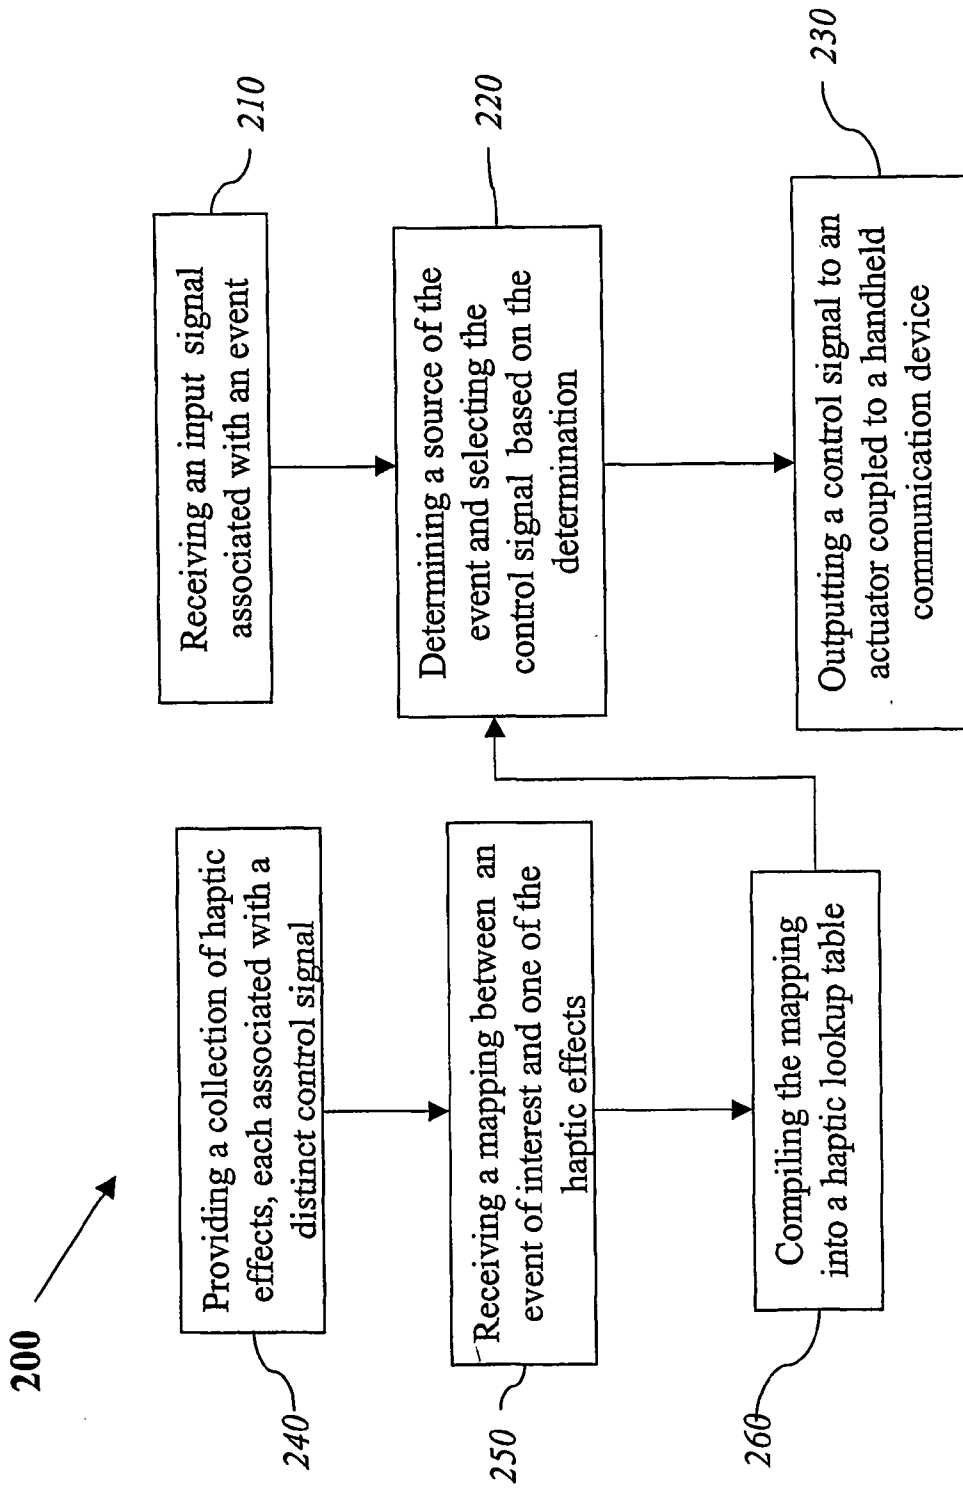 200
240
Providing a collection of haptic
effects, each associated with a
distinct control signal
250
Receiving a mapping between an
event of interest and one of the
haptic effects
260
Compiling the mapping
into a haptic lookup table
210
Receiving an input signal
associated with an event
220
Determining a source of the
event and selecting the
control signal based on the
determination
230
Outputting a control signal to an
actuator coupled to a handheld
communication device